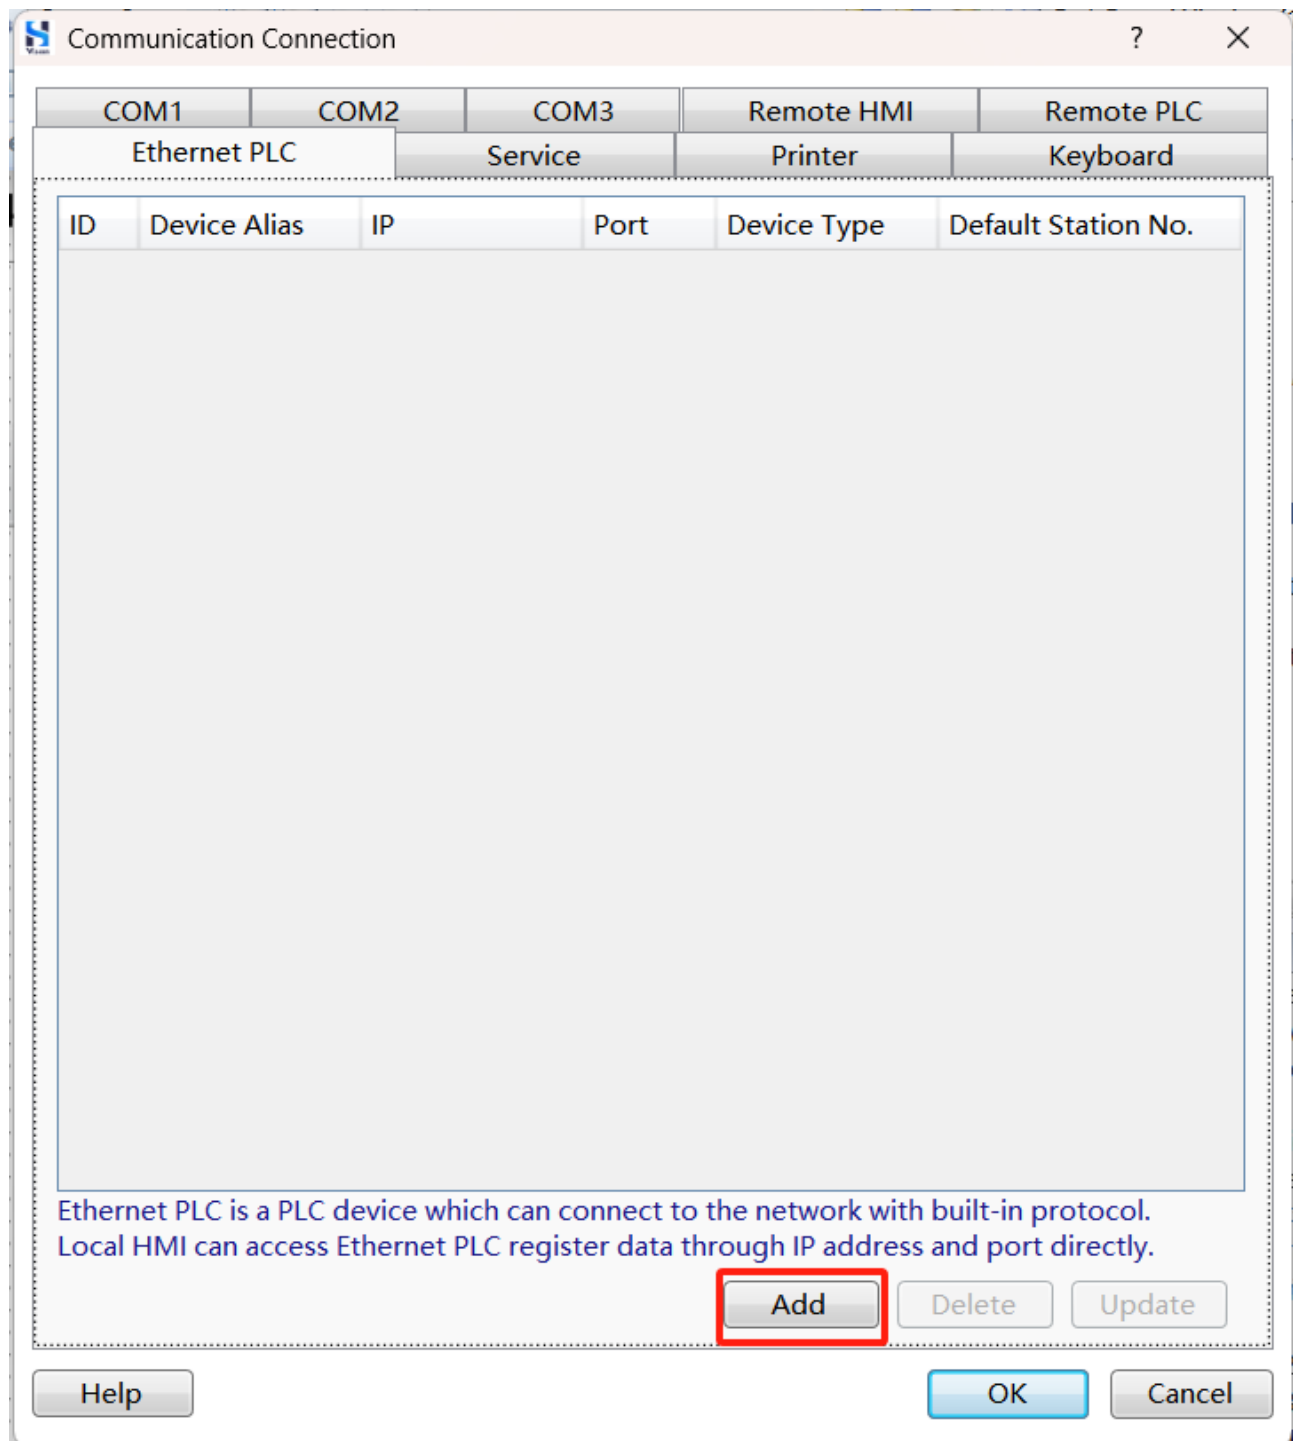 Communication Connection ?
COM1 COM2 COM3 Remote HMI Remote PLC
Ethernet PLC Service Printer Keyboard
ID Device Alias IP Port Device Type Default Station No.
Ethernet PLC is a PLC device which can connect to the network with built-in protocol.
Local HMI can access Ethernet PLC register data through IP address and port directly.
Add Delete Update
Help OK Cancel